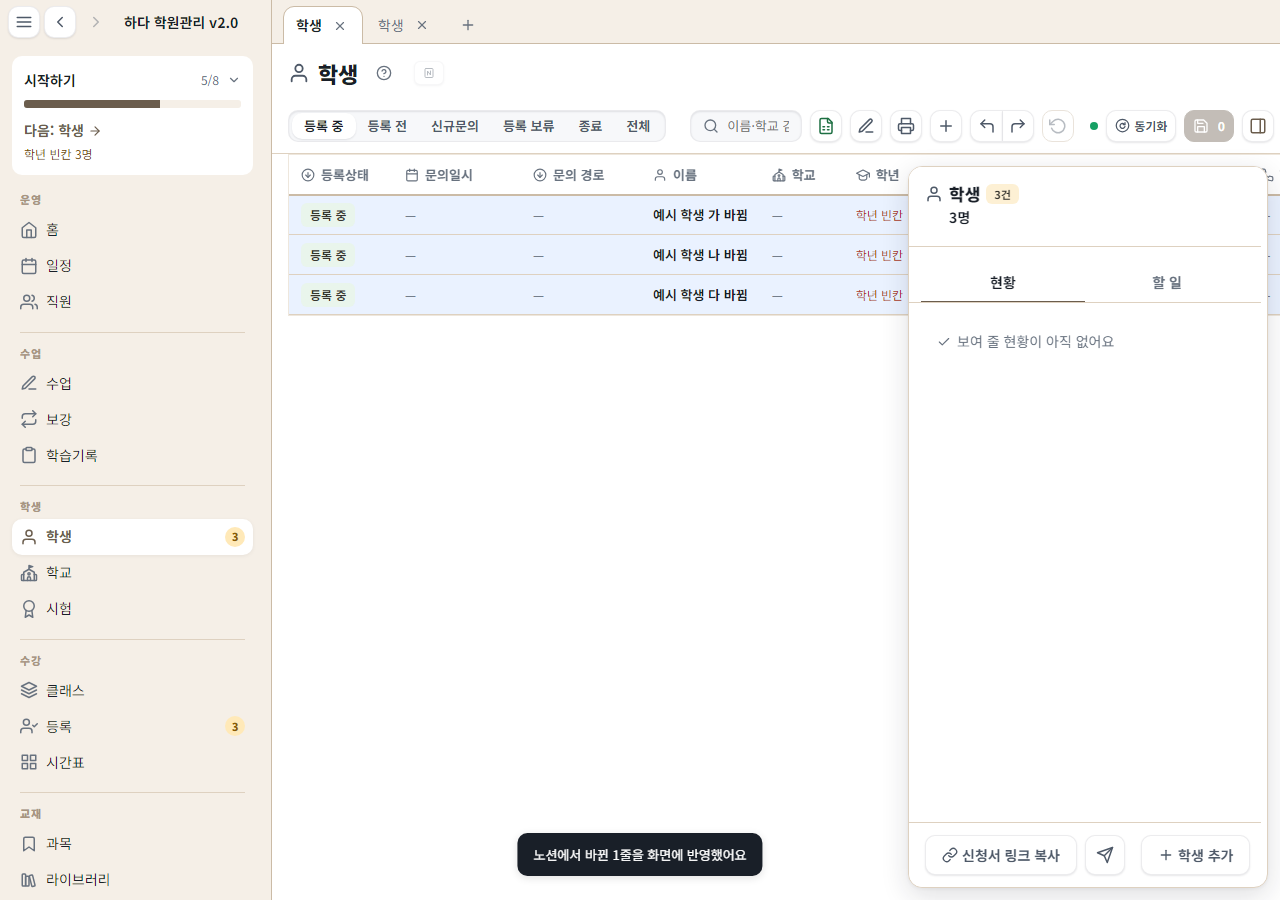 하다 학원관리 v2.0
시작하기 5/8
다음: 학생 →
학년 빈칸 3명
운영
홈
일정
직원
수업
수업
보강
학습기록
학생
학생 3
학교
시험
수강
클래스
등록 3
시간표
교재
과목
라이브러리
학생 학생
학생
등록 중 등록 전 신규문의 등록 보류 종료 전체
이름·학교 동기화 0
등록상태 문의일시 문의 경로 이름 학교 학년
등록 중 — — 예시 학생 가 바뀜 — 학년 빈칸
등록 중 — — 예시 학생 나 바뀜 — 학년 빈칸
등록 중 — — 예시 학생 다 바뀜 — 학년 빈칸
학생 3건
3명
현황 할 일
보여 줄 현황이 아직 없어요
신청서 링크 복사 학생 추가
노션에서 바뀐 1줄을 화면에 반영했어요